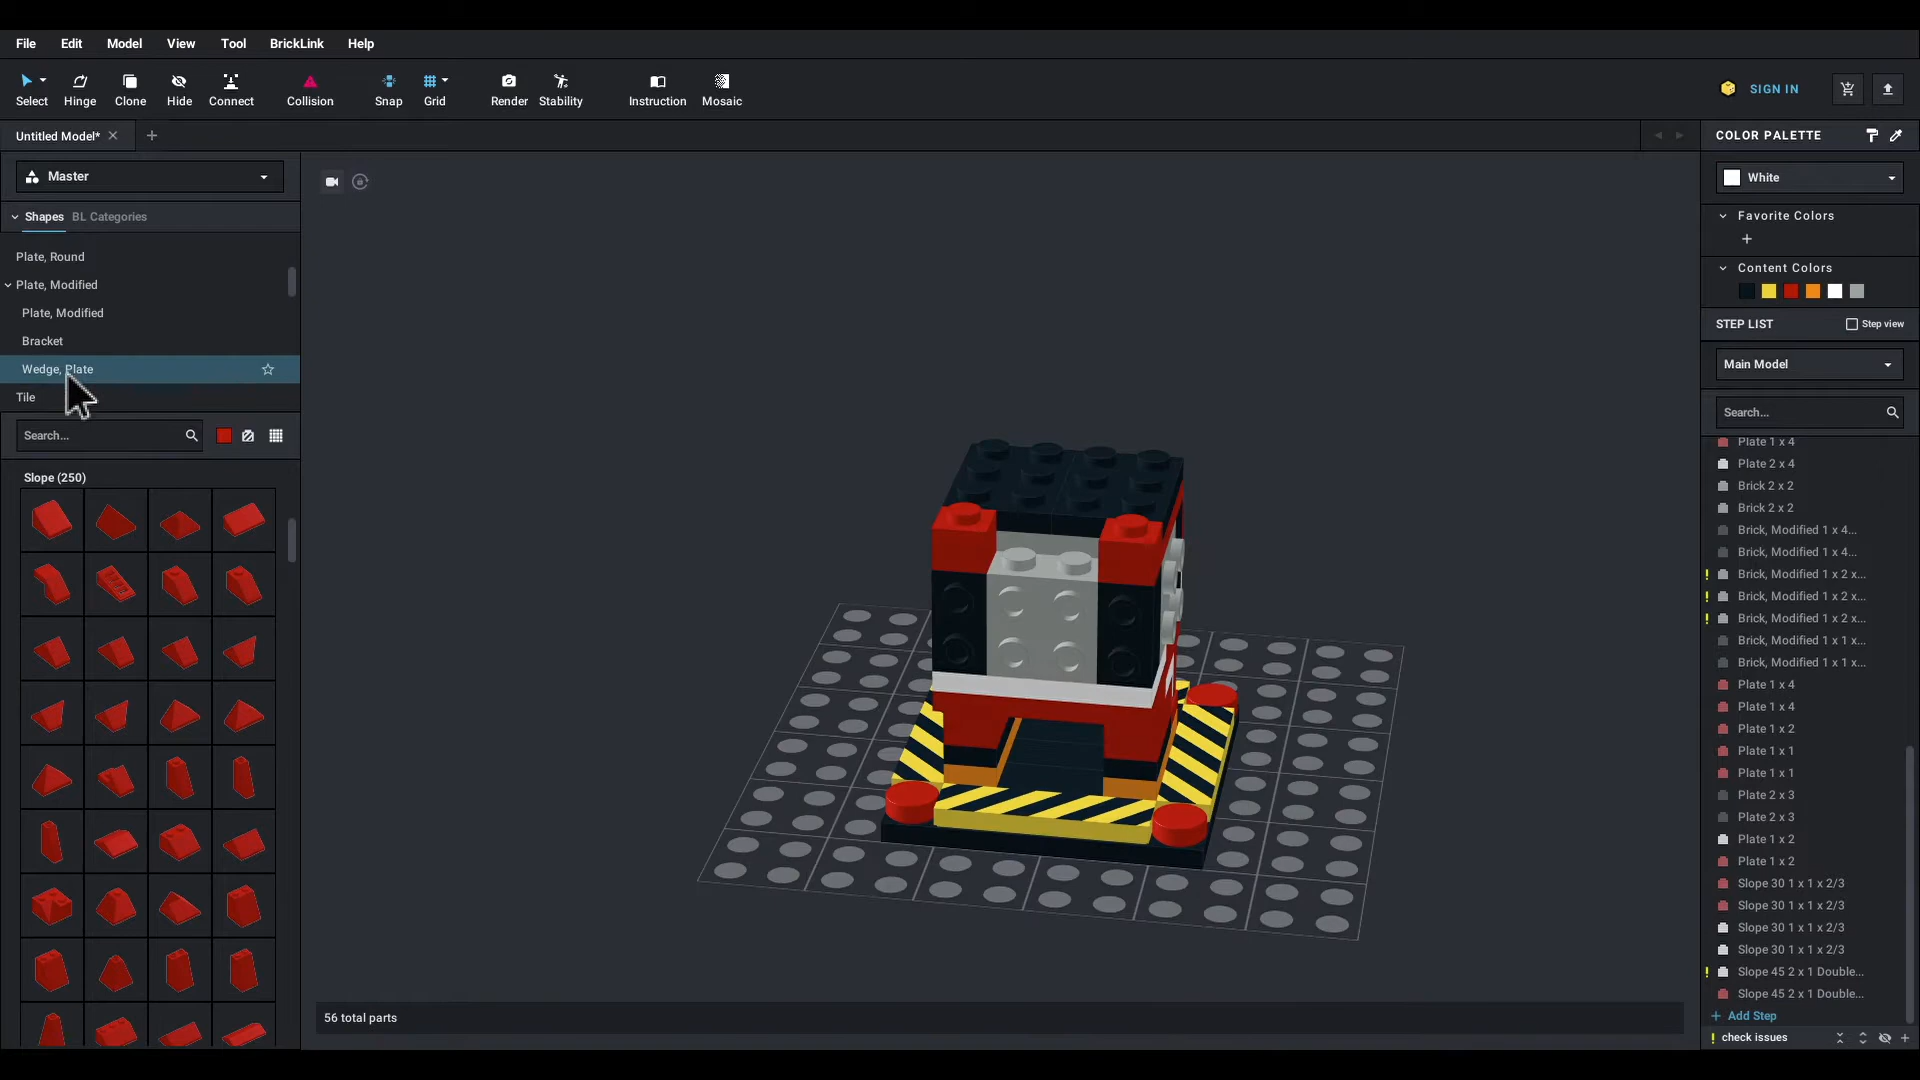 File Edit Model View Tool BrickLink Help
Select Hinge Clone Hide Connect Collision Snap Grid Render Stability Instruction Mosaic SIGN IN
Untitled Model*
Master
Shapes BL Categories
Plate, Round
Plate, Modified
Plate, Modified
Bracket
Wedge, Plate
Tile
Search...
Slope (250)
56 total parts
COLOR PALETTE
White
Favorite Colors
Content Colors
STEP LIST Step view
Main Model
Search...
Plate 1 x 4
Plate 2 x 4
Brick 2 x 2
Brick 2 x 2
Brick, Modified 1 x 4...
Brick, Modified 1 x 4...
Brick, Modified 1 x 2 x...
Brick, Modified 1 x 2 x...
Brick, Modified 1 x 2 x...
Brick, Modified 1 x 1 x...
Brick, Modified 1 x 1 x...
Plate 1 x 4
Plate 1 x 4
Plate 1 x 2
Plate 1 x 1
Plate 1 x 1
Plate 2 x 3
Plate 2 x 3
Plate 1 x 2
Plate 1 x 2
Slope 30 1 x 1 x 2/3
Slope 30 1 x 1 x 2/3
Slope 30 1 x 1 x 2/3
Slope 30 1 x 1 x 2/3
Slope 45 2 x 1 Double...
Slope 45 2 x 1 Double...
+ Add Step
! check issues